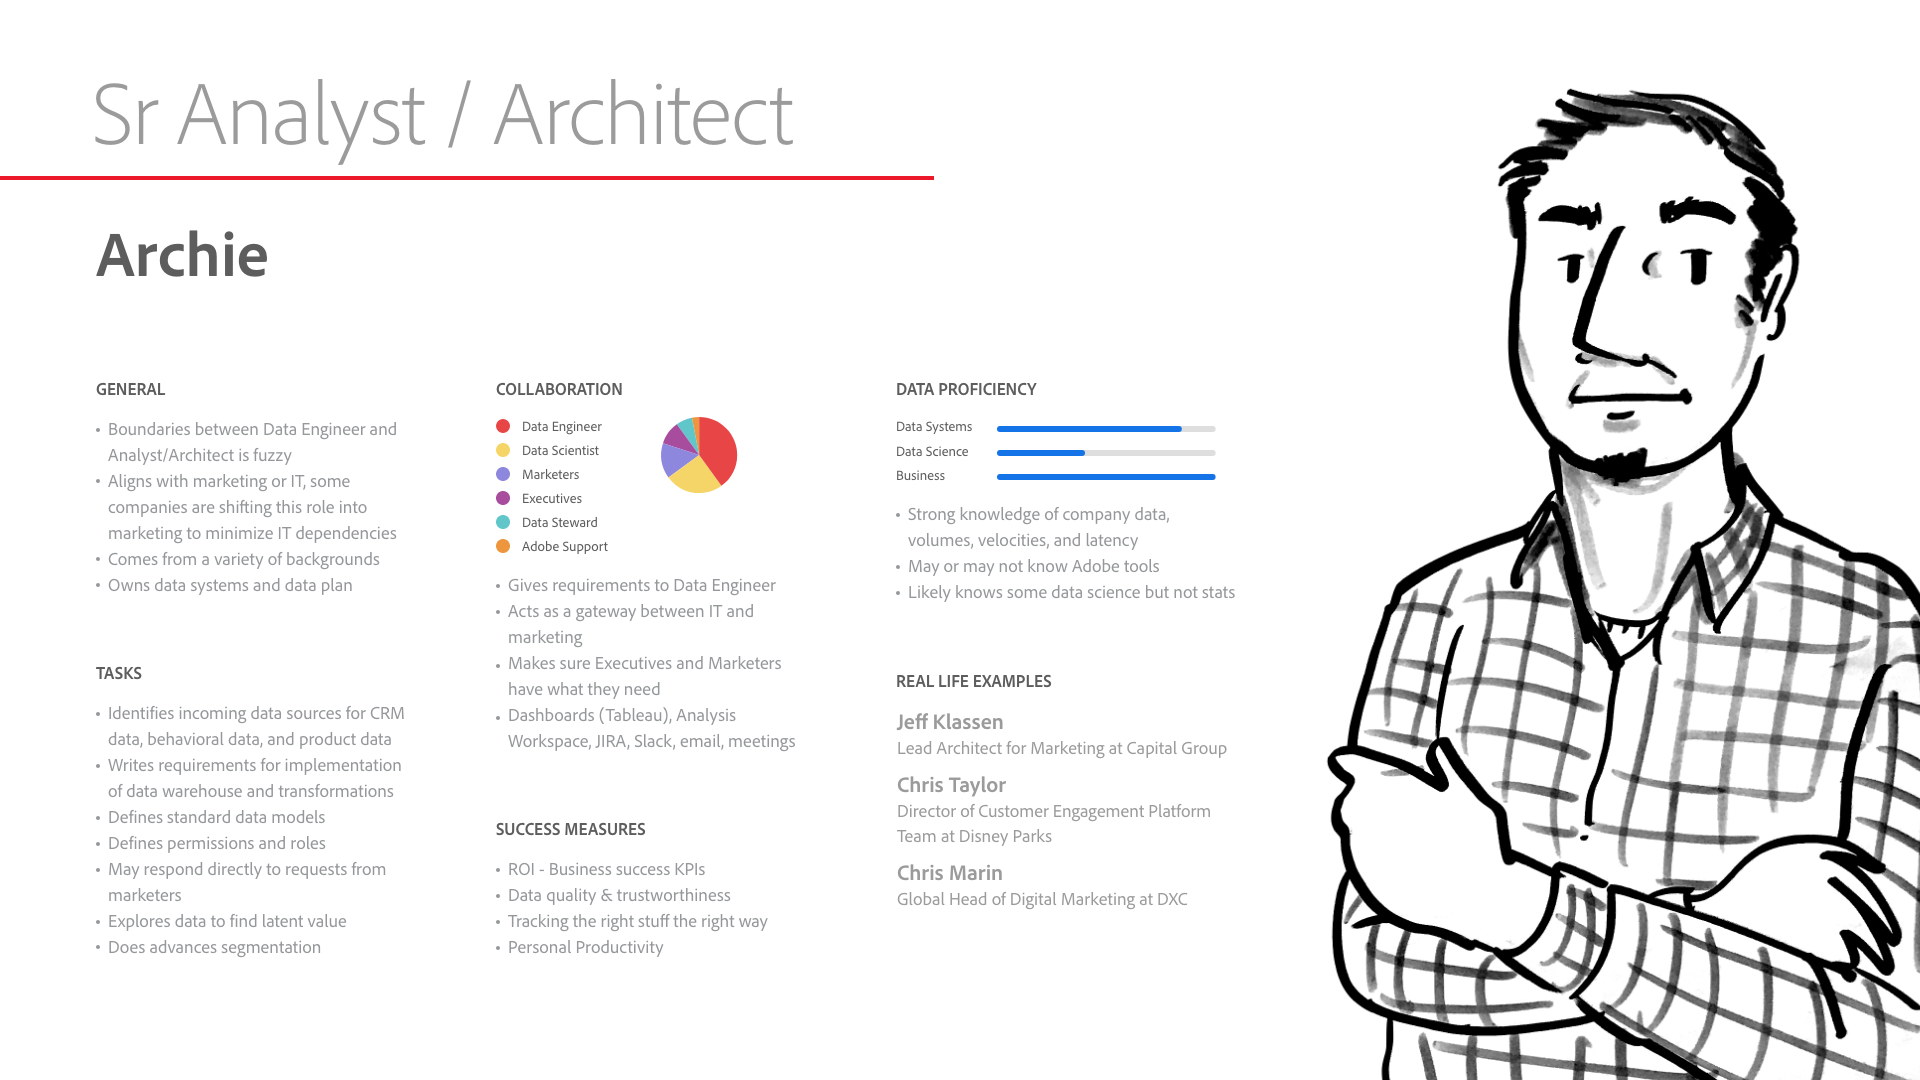 Sr Analyst / Architect
Archie
GENERAL
• Boundaries between Data Engineer and
Analyst/Architect is fuzzy
• Aligns with marketing or IT, some
companies are shifting this role into
marketing to minimize IT dependencies
• Comes from a variety of backgrounds
• Owns data systems and data plan
TASKS
• Identifies incoming data sources for CRM
data, behavioral data, and product data
• Writes requirements for implementation
of data warehouse and transformations
• Defines standard data models
• Defines permissions and roles
• May respond directly to requests from
marketers
• Explores data to find latent value
• Does advances segmentation
COLLABORATION
Data Engineer
Data Scientist
Marketers
Executives
Data Steward
Adobe Support
• Gives requirements to Data Engineer
• Acts as a gateway between IT and
marketing
• Makes sure Executives and Marketers
have what they need
• Dashboards (Tableau), Analysis
Workspace, JIRA, Slack, email, meetings
SUCCESS MEASURES
• ROI - Business success KPIs
• Data quality & trustworthiness
• Tracking the right stuff the right way
• Personal Productivity
DATA PROFICIENCY
Data Systems
Data Science
Business
• Strong knowledge of company data,
volumes, velocities, and latency
• May or may not know Adobe tools
• Likely knows some data science but not stats
REAL LIFE EXAMPLES
Jeff Klassen
Lead Architect for Marketing at Capital Group
Chris Taylor
Director of Customer Engagement Platform
Team at Disney Parks
Chris Marin
Global Head of Digital Marketing at DXC